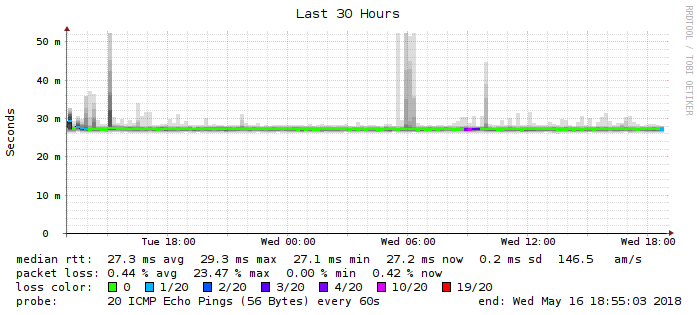 Last 30 Hours
RRDTOOL / TOBI OETIKER
Seconds
50 m
40 m
30 m
20 m
10 m
0
Tue 18:00 Wed 00:00 Wed 06:00 Wed 12:00 Wed 18:00
median rtt: 27.3 ms avg 29.3 ms max 27.1 ms min 27.2 ms now 0.2 ms sd 146.5 am/s
packet loss: 0.44 % avg 23.47 % max 0.00 % min 0.42 % now
loss color: 0 1/20 2/20 3/20 4/20 10/20 19/20
probe: 20 ICMP Echo Pings (56 Bytes) every 60s end: Wed May 16 18:55:03 2018